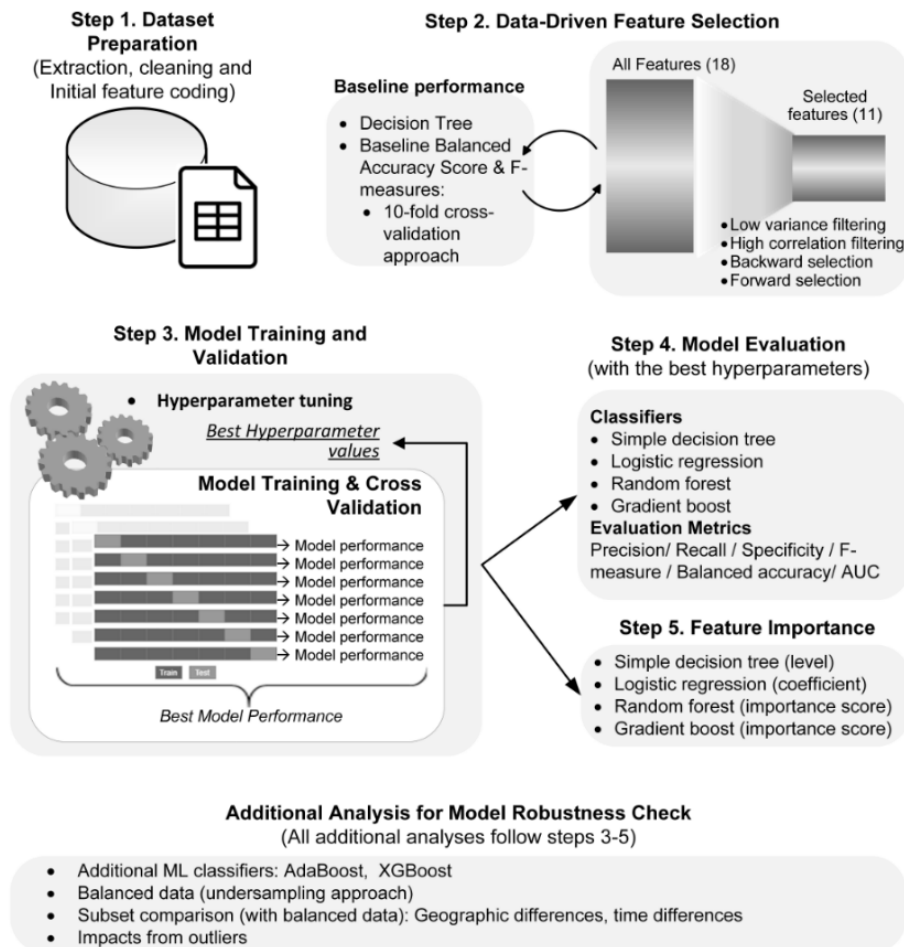 Step 1. Dataset
Preparation
(Extraction, cleaning and
Initial feature coding)
Step 2. Data-Driven Feature Selection
Baseline performance
• Decision Tree
• Baseline Balanced
Accuracy Score & F-
measures:
• 10-fold cross-
validation
approach
All Features (18)
Selected
features (11)
•Low variance filtering
•High correlation filtering
•Backward selection
•Forward selection
Step 3. Model Training and
Validation
• Hyperparameter tuning
Best Hyperparameter
values
Model Training & Cross
Validation
Model performance
Model performance
Model performance
Model performance
Model performance
Model performance
Model performance
Train
Test
Best Model Performance
Step 4. Model Evaluation
(with the best hyperparameters)
Classifiers
• Simple decision tree
• Logistic regression
• Random forest
• Gradient boost
Evaluation Metrics
Precision/ Recall / Specificity / F-
measure / Balanced accuracy/ AUC
Step 5. Feature Importance
• Simple decision tree (level)
• Logistic regression (coefficient)
• Random forest (importance score)
• Gradient boost (importance score)
Additional Analysis for Model Robustness Check
(All additional analyses follow steps 3-5)
• Additional ML classifiers: AdaBoost, XGBoost
• Balanced data (undersampling approach)
• Subset comparison (with balanced data): Geographic differences, time differences
• Impacts from outliers